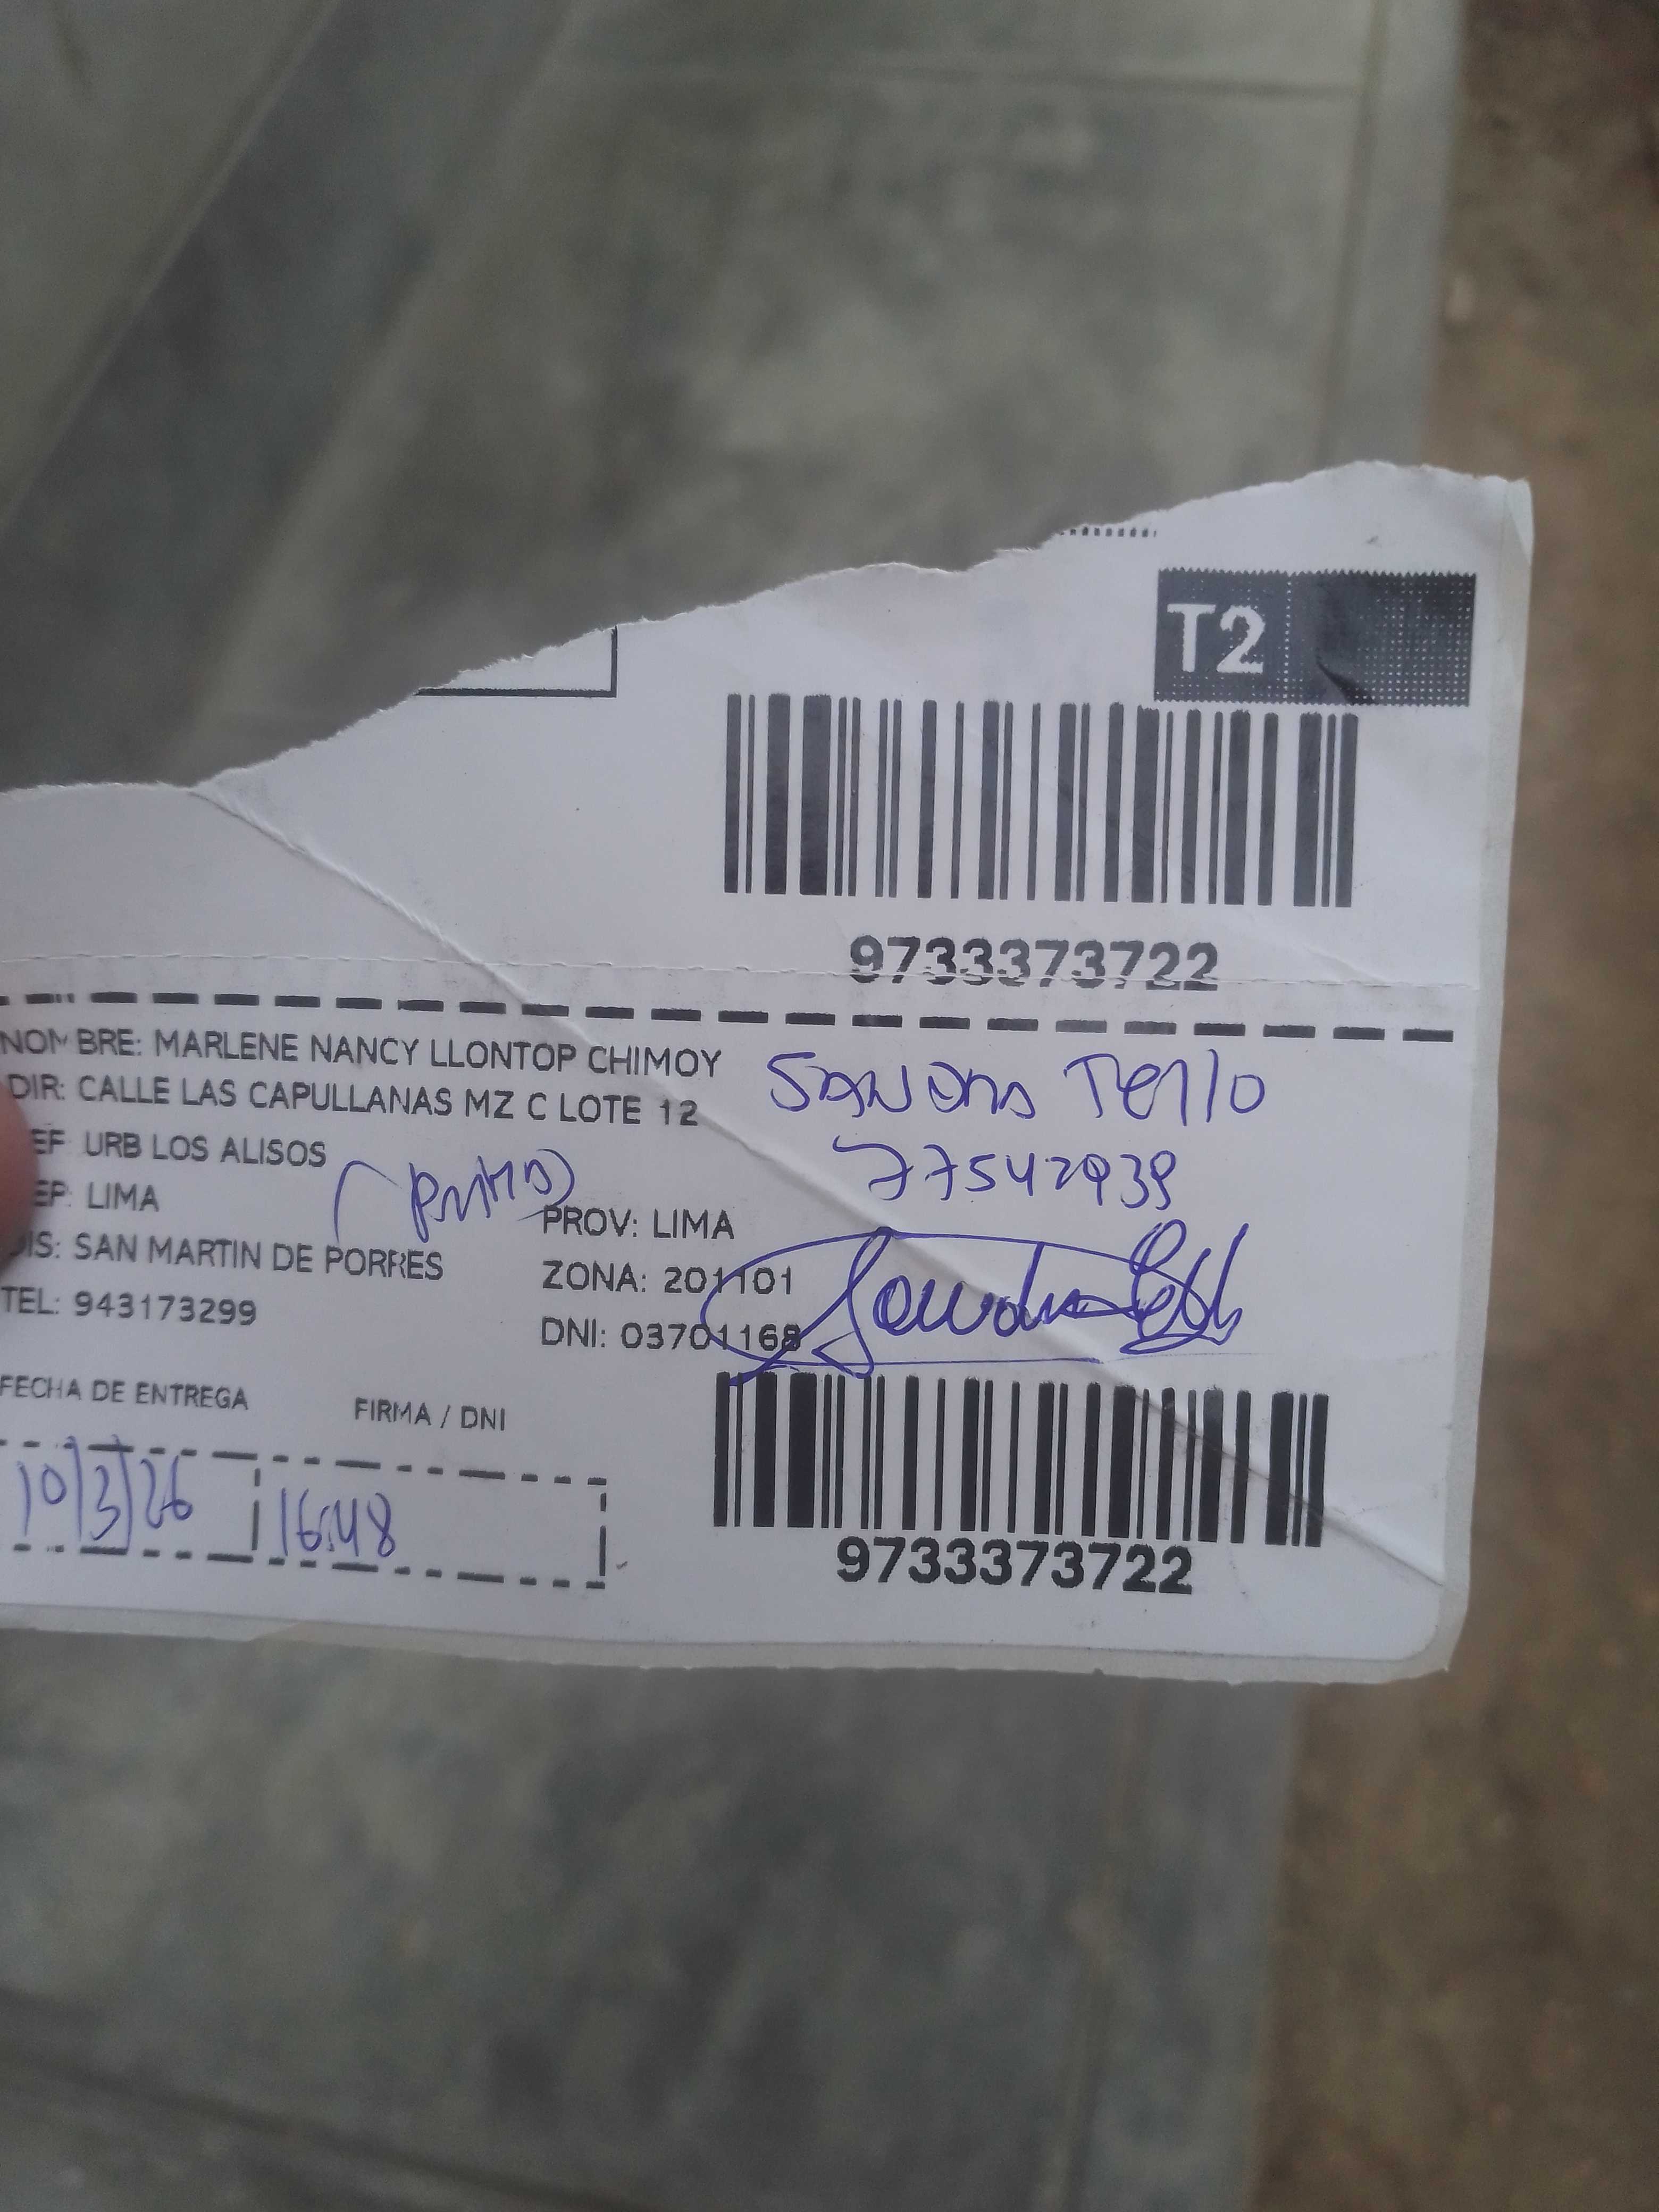 T2
9733373722
NOMBRE: MARLENE NANCY LLONTOP CHIMOY
SANDRA Tello
DIR: CALLE LAS CAPULLANAS MZ C LOTE 12
EF URB LOS ALISOS
EP: LIMA
PROV: LIMA
DIS: SAN MARTIN DE PORRES
ZONA: 201101
TEL: 943173299
DNI: 03701168
FECHA DE ENTREGA
FIRMA / DNI
10/3/26
16:48
9733373722